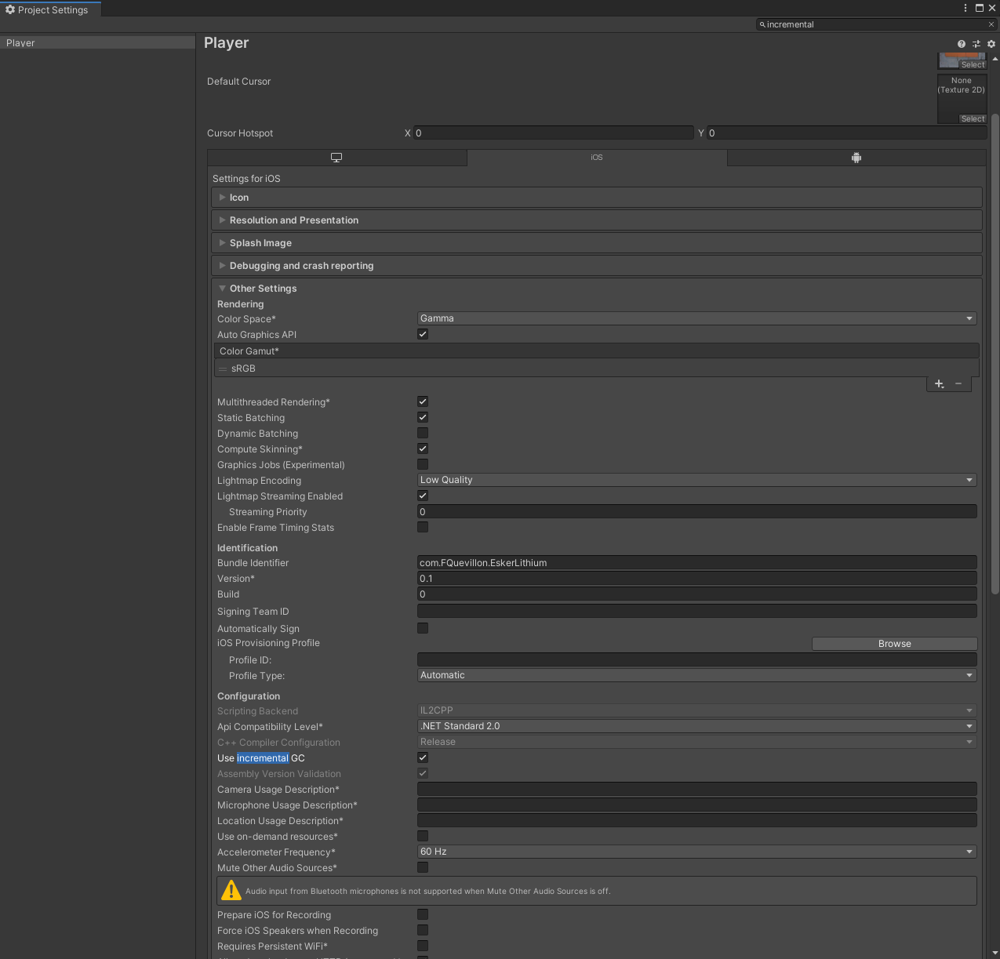 Project Settings
incremental
Player
Player
Select
Default Cursor
None
(Texture 2D)
Select
Cursor Hotspot X 0 Y 0
iOS
Settings for iOS
Icon
Resolution and Presentation
Splash Image
Debugging and crash reporting
Other Settings
Rendering
Color Space* Gamma
Auto Graphics API
Color Gamut*
sRGB
Multithreaded Rendering*
Static Batching
Dynamic Batching
Compute Skinning*
Graphics Jobs (Experimental)
Lightmap Encoding Low Quality
Lightmap Streaming Enabled
Streaming Priority 0
Enable Frame Timing Stats
Identification
Bundle Identifier com.FQuevillon.EskerLithium
Version* 0.1
Build 0
Signing Team ID
Automatically Sign
iOS Provisioning Profile Browse
Profile ID:
Profile Type: Automatic
Configuration
Scripting Backend IL2CPP
Api Compatibility Level* .NET Standard 2.0
C++ Compiler Configuration Release
Use incremental GC
Assembly Version Validation
Camera Usage Description*
Microphone Usage Description*
Location Usage Description*
Use on-demand resources*
Accelerometer Frequency* 60 Hz
Mute Other Audio Sources*
Audio input from Bluetooth microphones is not supported when Mute Other Audio Sources is off.
Prepare iOS for Recording
Force iOS Speakers when Recording
Requires Persistent WiFi*